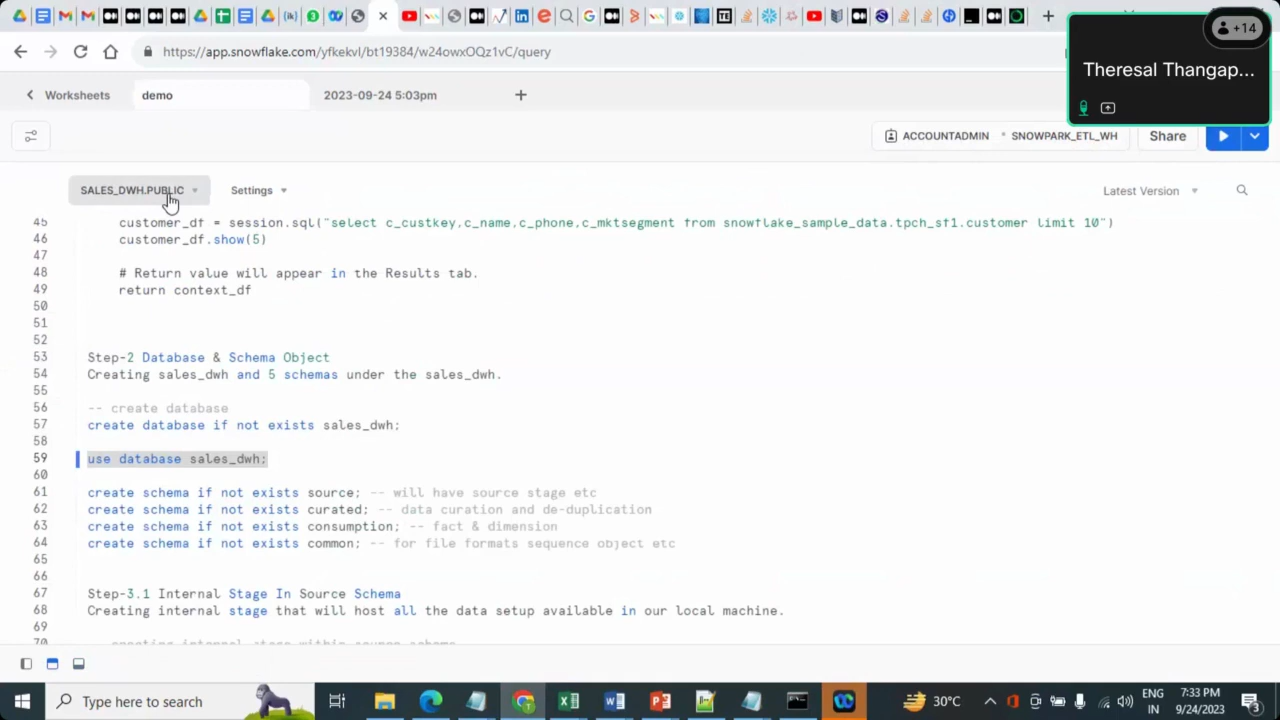 https://app.snowflake.com/yfkekvl/bt19384/w24owxOQz1vC/query
+14
Theresal Thangap...
Worksheets
demo
2023-09-24 5:03pm
ACCOUNTADMIN
SNOWPARK_ETL_WH
Share
SALES_DWH.PUBLIC
Settings
Latest Version
45 customer_df = session.sql("select c_custkey,c_name,c_phone,c_mktsegment from snowflake_sample_data.tpch_sf1.customer limit 10")
46 customer_df.show(5)
47
48 # Return value will appear in the Results tab.
49 return context_df
50
51
52
53 Step-2 Database & Schema Object
54 Creating sales_dwh and 5 schemas under the sales_dwh.
55
56 -- create database
57 create database if not exists sales_dwh;
58
59 use database sales_dwh;
60
61 create schema if not exists source; -- will have source stage etc
62 create schema if not exists curated; -- data curation and de-duplication
63 create schema if not exists consumption; -- fact & dimension
64 create schema if not exists common; -- for file formats sequence object etc
65
66
67 Step-3.1 Internal Stage In Source Schema
68 Creating internal stage that will host all the data setup available in our local machine.
69
70 -- creating internal stage within source schema
Type here to search
30°C
ENG
IN
7:33 PM
9/24/2023
3